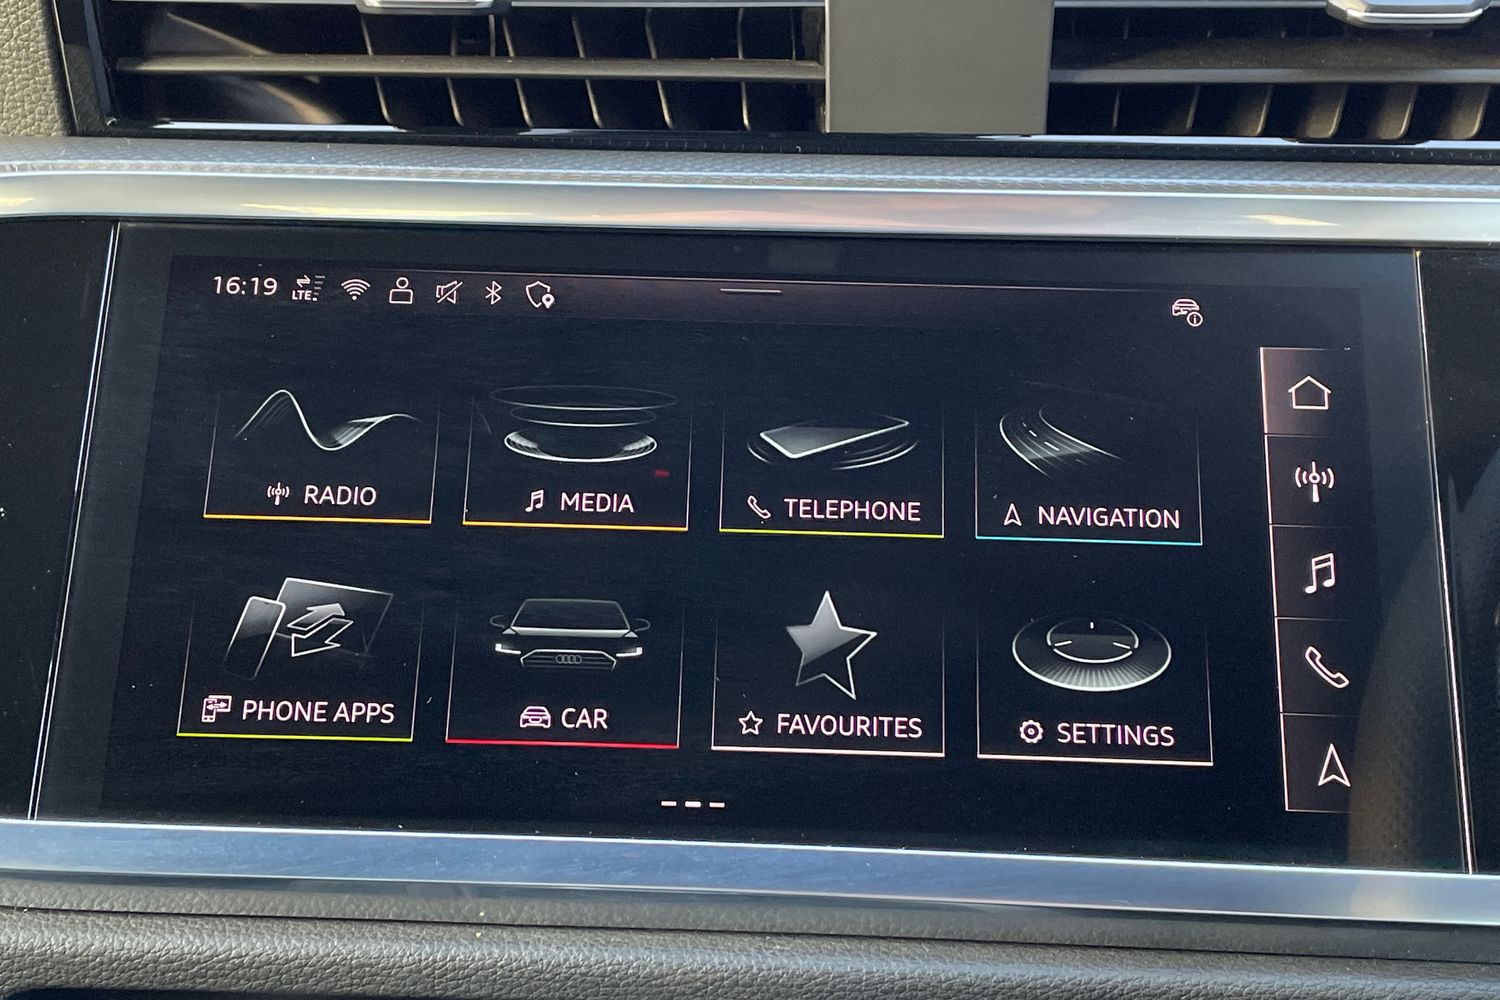 16:19 LTE
RADIO
MEDIA
TELEPHONE
NAVIGATION
PHONE APPS
CAR
FAVOURITES
SETTINGS